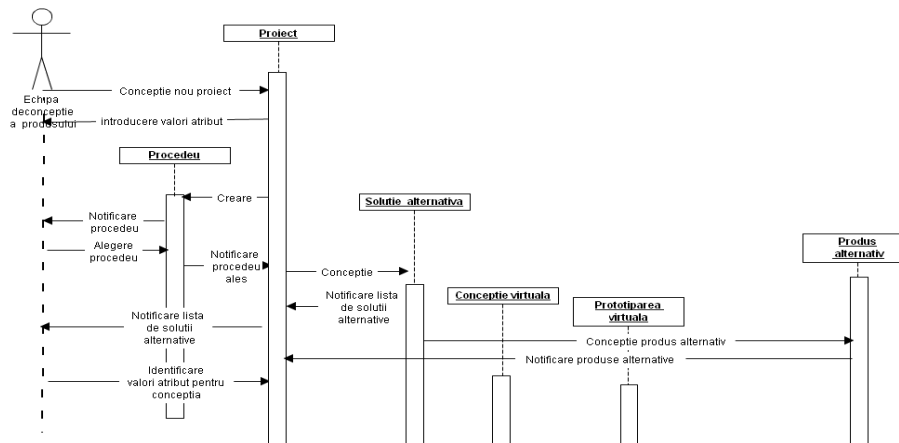 Proiect
Echipa
deconceptie
a produsului
Conceptie nou proiect
introducere valori atribut
Procedeu
Creare
Notificare
procedeu
Alegere
procedeu
Notificare
procedeu
ales
Solutie alternativa
Conceptie
Notificare lista
de solutii
alternative
Produs
alternativ
Conceptie virtuala
Prototiparea
virtuala
Notificare lista
de solutii
alternative
Conceptie produs alternativ
Notificare produse alternative
Identificare
valori atribut pentru
conceptia